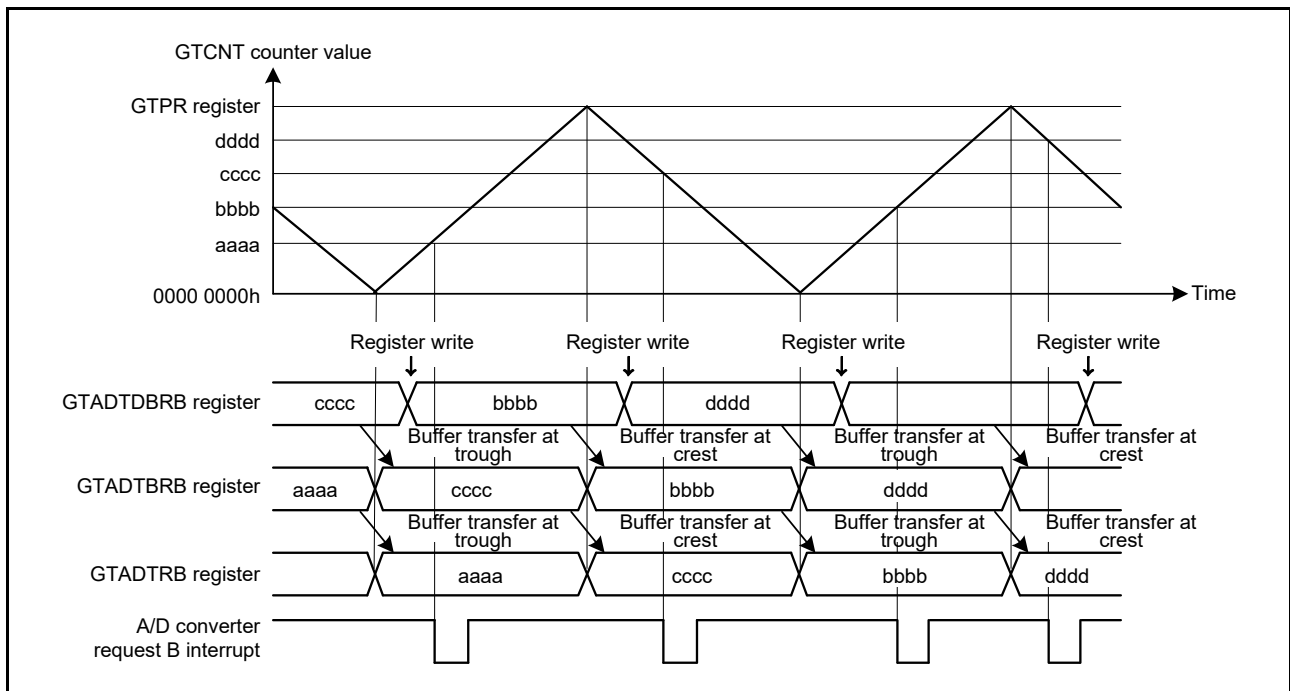 GTCNT counter value
GTPR register
dddd
cccc
bbbb
aaaa
0000 0000h
Time
Register write Register write Register write Register write
GTADTDBRB register cccc bbbb dddd
Buffer transfer at trough
Buffer transfer at crest
Buffer transfer at trough
Buffer transfer at crest
GTADTBRB register aaaa cccc bbbb dddd
Buffer transfer at trough
Buffer transfer at crest
Buffer transfer at trough
Buffer transfer at crest
GTADTRB register aaaa cccc bbbb dddd
A/D converter
request B interrupt